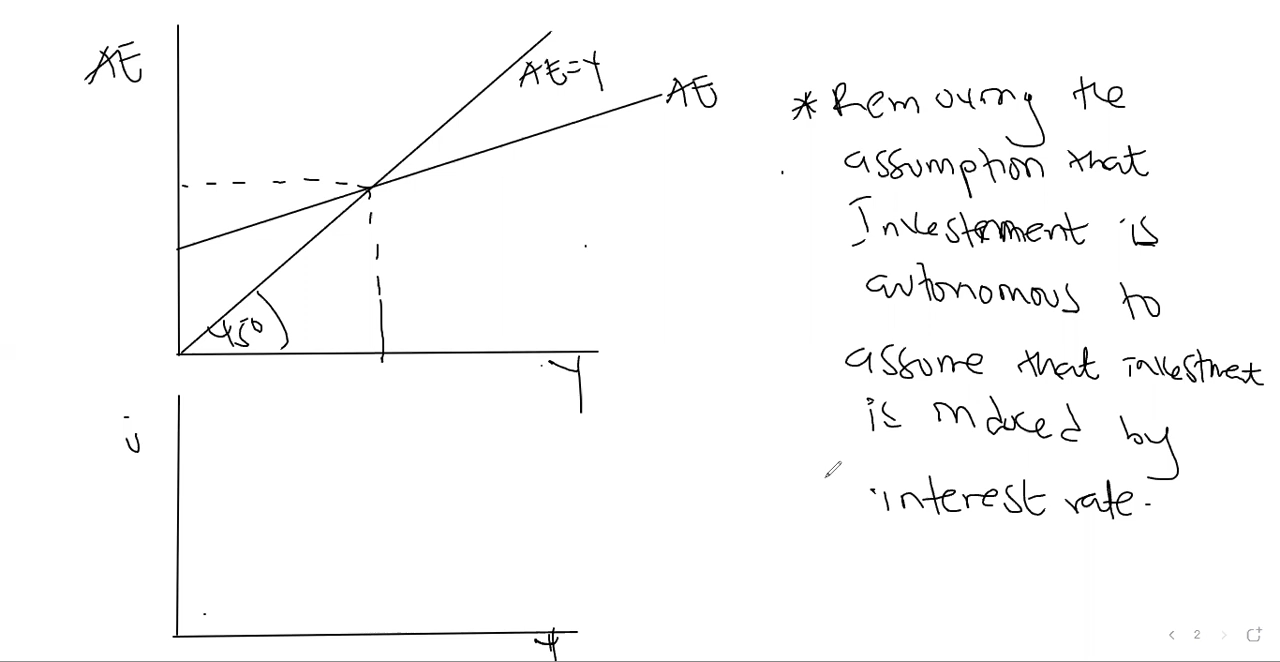 AE
AE=Y
AE
45°
Y
i
Y
* Removing the
assumption that
Investment is
autonomous to
assume that investment
is induced by
interest rate.
2